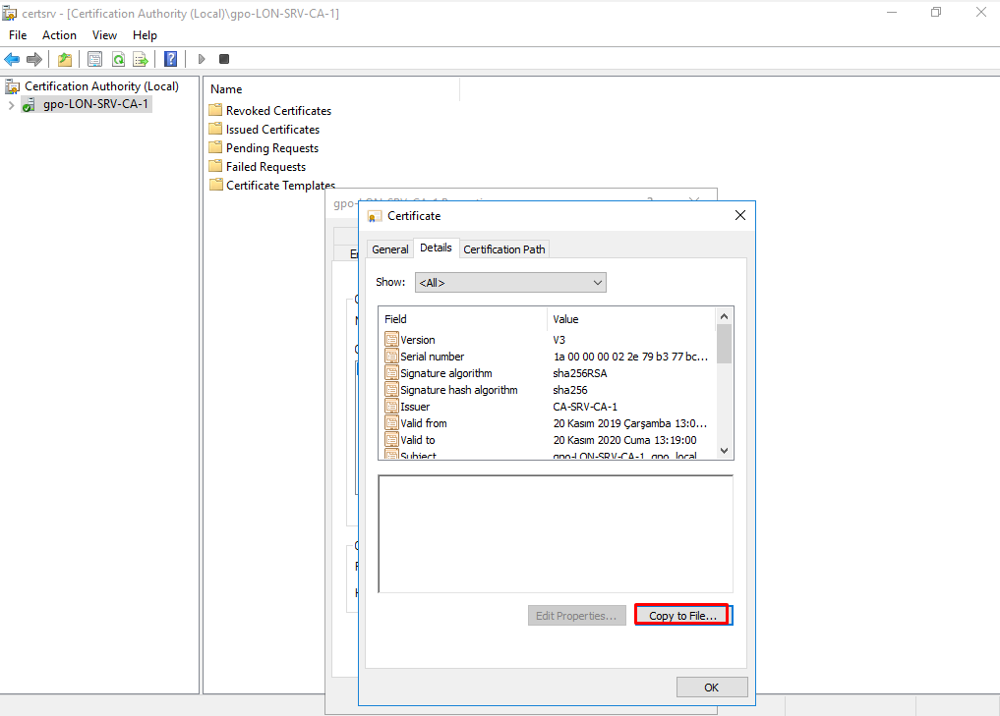 certsrv - [Certification Authority (Local)\gpo-LON-SRV-CA-1]
File Action View Help
Certification Authority (Local)
gpo-LON-SRV-CA-1
Name
Revoked Certificates
Issued Certificates
Pending Requests
Failed Requests
Certificate Templates
Certificate
General Details Certification Path
Show: <All>
Field Value
Version V3
Serial number 1a 00 00 00 02 2e 79 b3 77 bc...
Signature algorithm sha256RSA
Signature hash algorithm sha256
Issuer CA-SRV-CA-1
Valid from 20 Kasım 2019 Çarşamba 13:0...
Valid to 20 Kasım 2020 Cuma 13:19:00
Subject gpo-LON-SRV-CA-1, gpo, local
Edit Properties... Copy to File...
OK